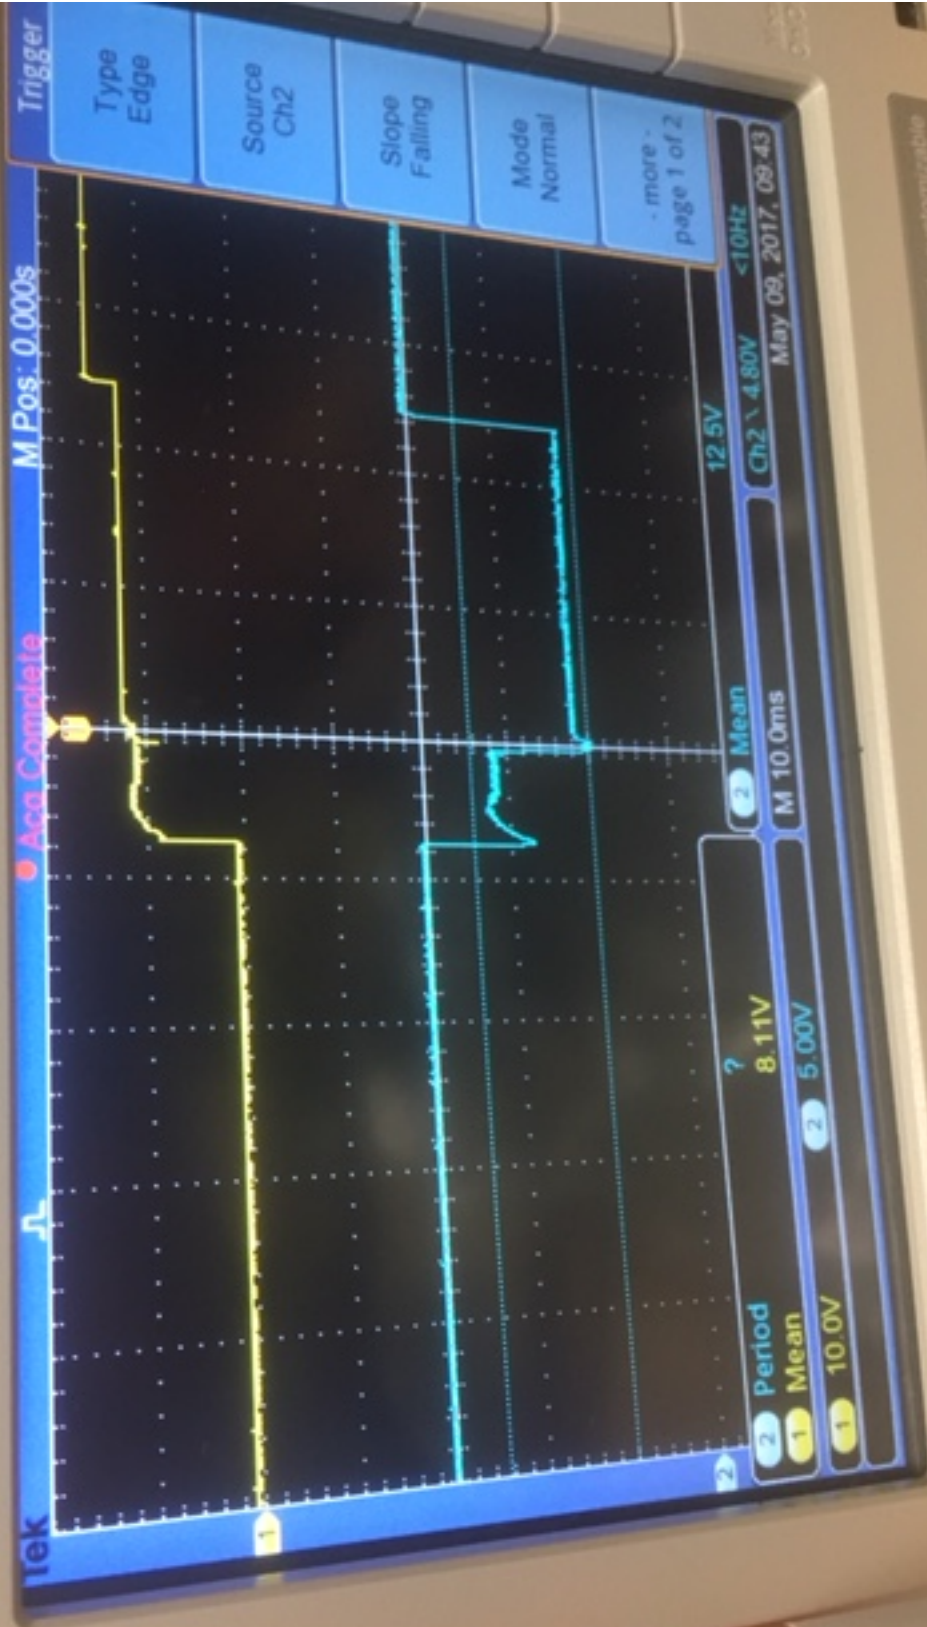 Tek
Acq Complete
M Pos: 0.000s
Trigger
Type
Edge
Source
Ch2
Slope
Falling
Mode
Normal
- more -
page 1 of 2
1
2
2 Period ?
1 Mean 8.11V
2 Mean 12.5V
1 10.0V
2 5.00V
M 10.0ms
Ch2 \ 4.80V
<10Hz
May 09, 2017, 09:43